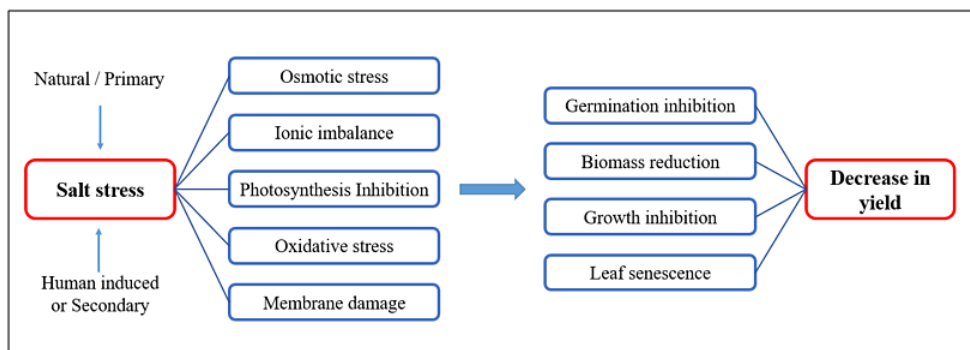 Natural / Primary
Salt stress
Human induced
or Secondary
Osmotic stress
Ionic imbalance
Photosynthesis Inhibition
Oxidative stress
Membrane damage
Germination inhibition
Biomass reduction
Growth inhibition
Leaf senescence
Decrease in
yield